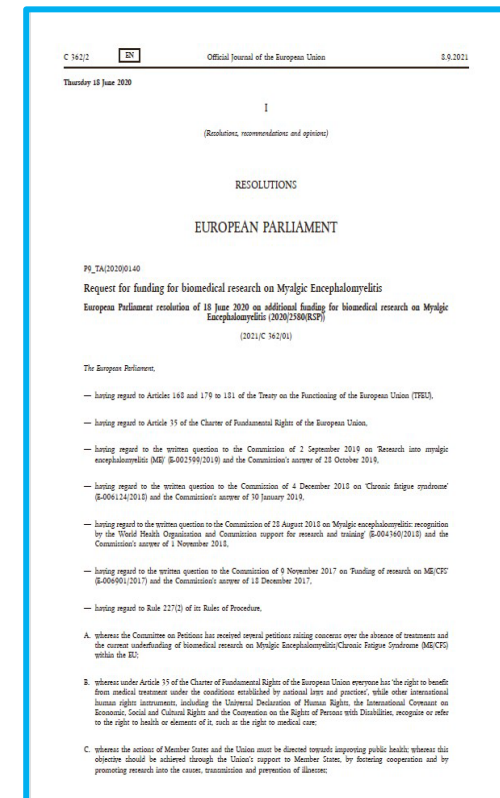 C 362/2 EN Official Journal of the European Union 8.9.2021
Thursday 18 June 2020
I
(Resolutions, recommendations and opinions)
RESOLUTIONS
EUROPEAN PARLIAMENT
P9_TA(2020)0140
Request for funding for biomedical research on Myalgic Encephalomyelitis
European Parliament resolution of 18 June 2020 on additional funding for biomedical research on Myalgic
Encephalomyelitis (2020/2580(RSP))
(2021/C 362/01)
The European Parliament,
— having regard to Articles 168 and 179 to 181 of the Treaty on the Functioning of the European Union (TFEU),
— having regard to Article 35 of the Charter of Fundamental Rights of the European Union,
— having regard to the written question to the Commission of 2 September 2019 on 'Research into myalgic
encephalomyelitis (ME)' (E-002599/2019) and the Commission's answer of 28 October 2019,
— having regard to the written question to the Commission of 4 December 2018 on 'Chronic fatigue syndrome'
(E-006124/2018) and the Commission's answer of 30 January 2019,
— having regard to the written question to the Commission of 28 August 2018 on 'Myalgic encephalomyelitis: recognition
by the World Health Organisation and Commission support for research and training' (E-004360/2018) and the
Commission's answer of 1 November 2018,
— having regard to the written question to the Commission of 9 November 2017 on 'Funding of research on ME/CFS'
(E-006901/2017) and the Commission's answer of 18 December 2017,
— having regard to Rule 227(2) of its Rules of Procedure,
A. whereas the Committee on Petitions has received several petitions raising concerns over the absence of treatments and
the current underfunding of biomedical research on Myalgic Encephalomyelitis/Chronic Fatigue Syndrome (ME/CFS)
within the EU;
B. whereas under Article 35 of the Charter of Fundamental Rights of the European Union everyone has 'the right to benefit
from medical treatment under the conditions established by national laws and practices', while other international
human rights instruments, including the Universal Declaration of Human Rights, the International Covenant on
Economic, Social and Cultural Rights and the Convention on the Rights of Persons with Disabilities, recognise or refer
to the right to health or elements of it, such as the right to medical care;
C. whereas the actions of Member States and the Union must be directed towards improving public health; whereas this
objective should be achieved through the Union's support to Member States, by fostering cooperation and by
promoting research into the causes, transmission and prevention of illnesses;